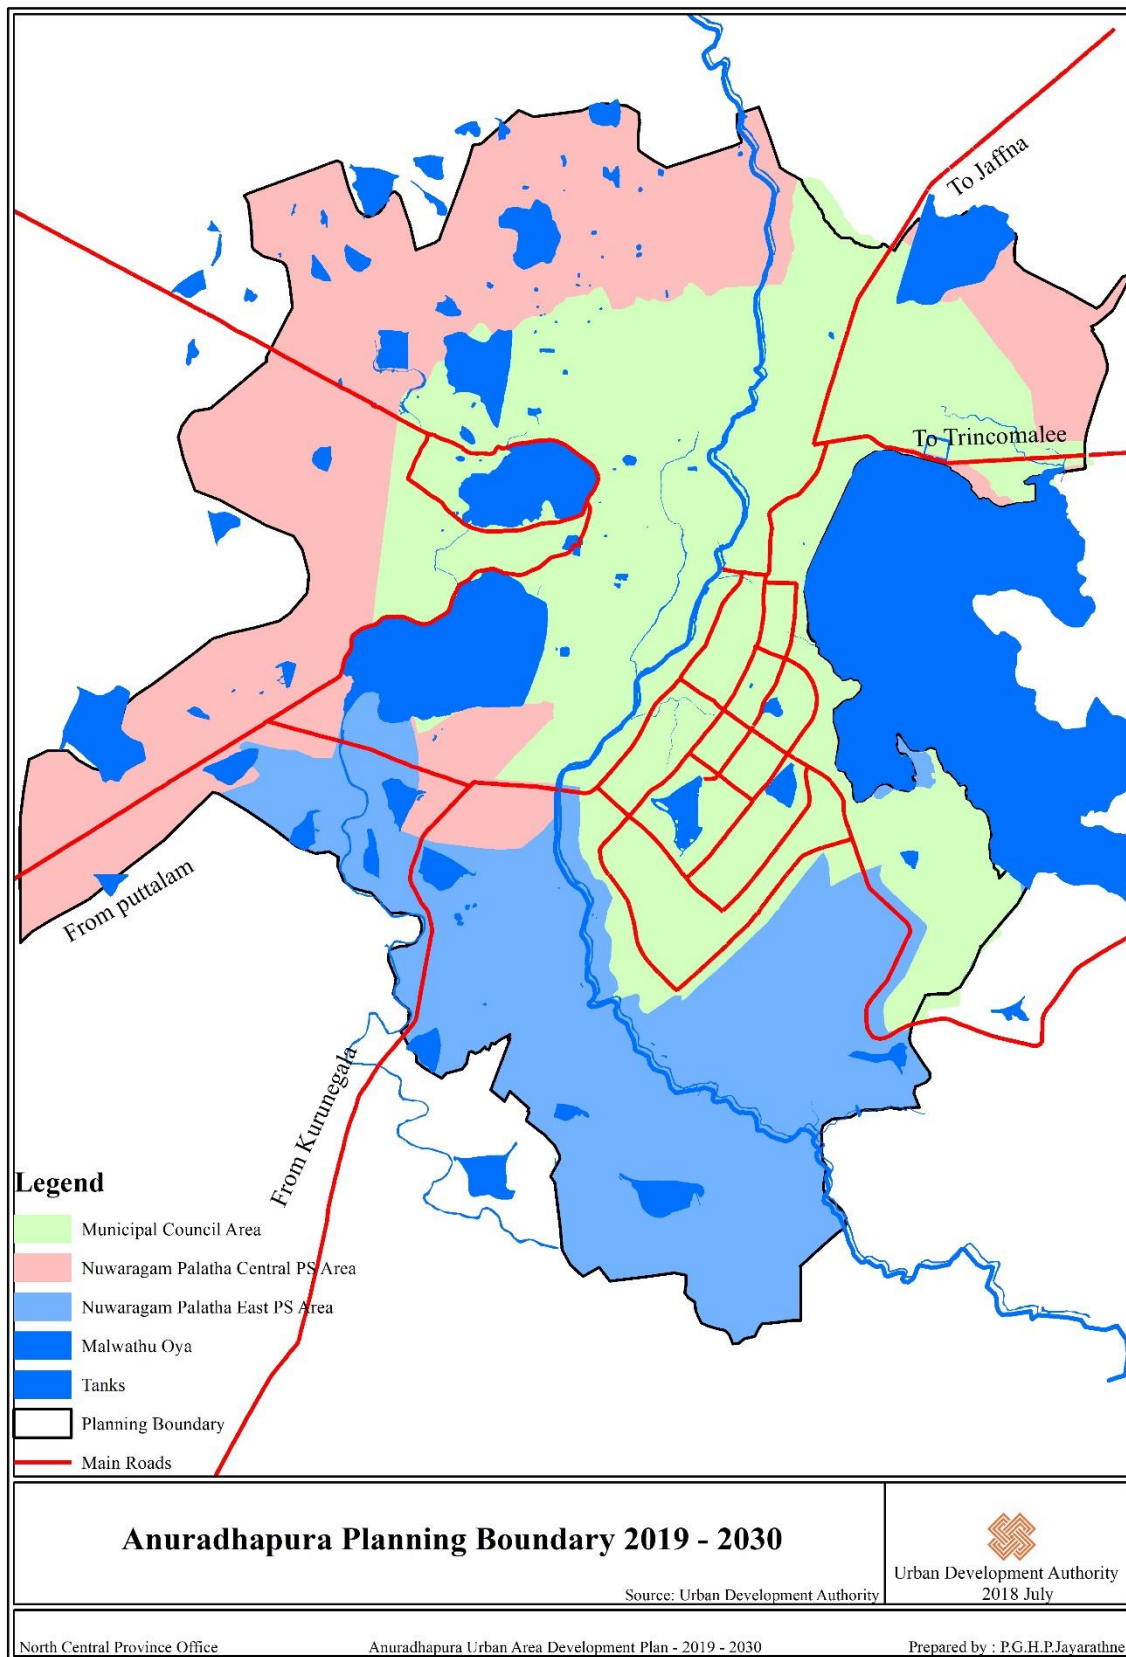 To Jaffna
To Trincomalee
From puttalam
From Kurunegala
Legend
Municipal Council Area
Nuwaragam Palatha Central PS Area
Nuwaragam Palatha East PS Area
Malwathu Oya
Tanks
Planning Boundary
Main Roads
Anuradhapura Planning Boundary 2019 - 2030
Source: Urban Development Authority
Urban Development Authority
2018 July
North Central Province Office
Anuradhapura Urban Area Development Plan - 2019 - 2030
Prepared by : P.G.H.P.Jayarathne